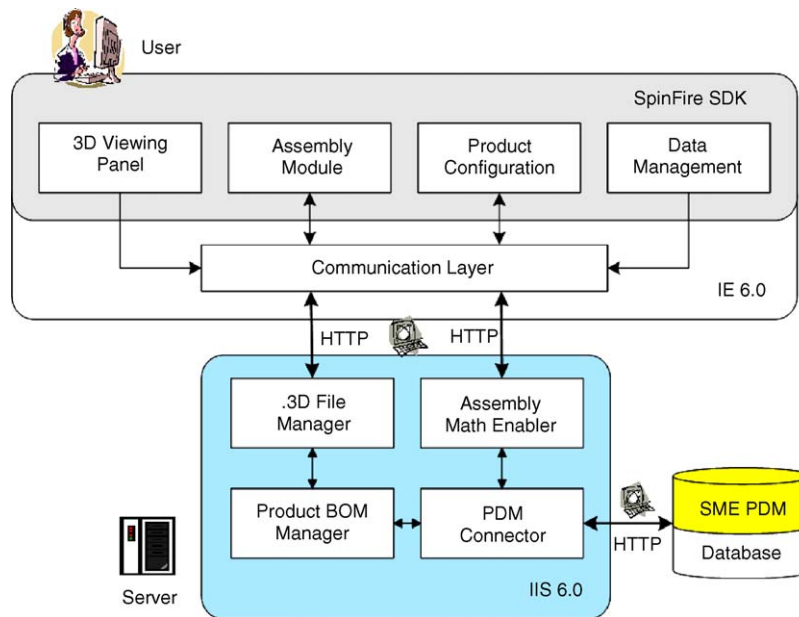 User
SpinFire SDK
3D Viewing
Panel
Assembly
Module
Product
Configuration
Data
Management
Communication Layer
IE 6.0
HTTP
HTTP
.3D File
Manager
Assembly
Math Enabler
Product BOM
Manager
PDM
Connector
HTTP
SME PDM
Database
Server
IIS 6.0